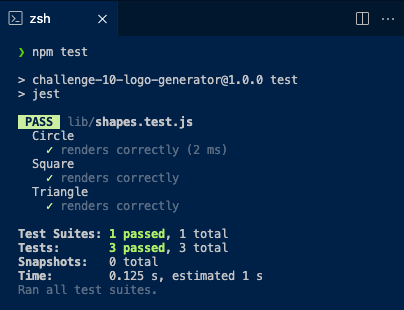 zsh
❯ npm test
> challenge-10-logo-generator@1.0.0 test
> jest
PASS lib/shapes.test.js
Circle
✓ renders correctly (2 ms)
Square
✓ renders correctly
Triangle
✓ renders correctly
Test Suites: 1 passed, 1 total
Tests: 3 passed, 3 total
Snapshots: 0 total
Time: 0.125 s, estimated 1 s
Ran all test suites.